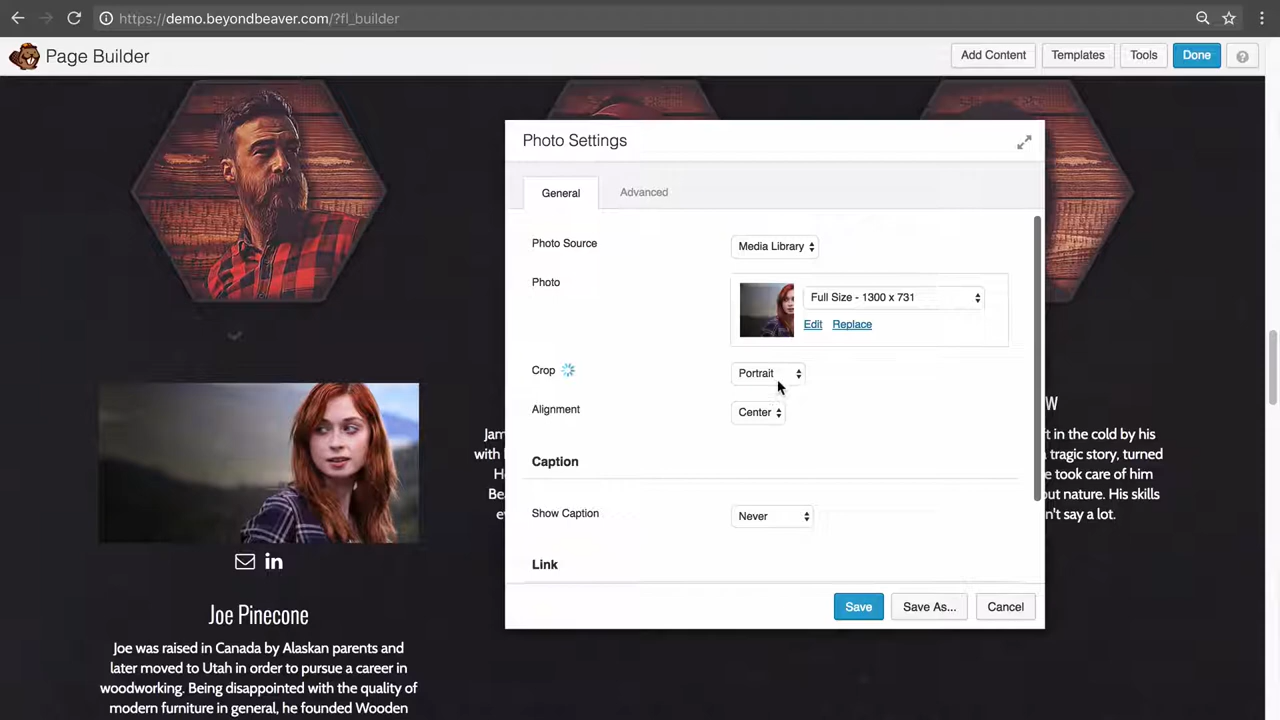 https://demo.beyondbeaver.com/?fl_builder
Page Builder
Add Content
Templates
Tools
Done
Photo Settings
General
Advanced
Photo Source
Media Library
Photo
Full Size - 1300 x 731
Edit
Replace
Crop
Portrait
Alignment
Center
Caption
Show Caption
Never
Link
Save
Save As...
Cancel
Joe Pinecone
Joe was raised in Canada by Alaskan parents and
later moved to Utah in order to pursue a career in
woodworking. Being disappointed with the quality of
modern furniture in general, he founded Wooden
in the cold by his
tragic story, turned
e took care of him
out nature. His skills
n't say a lot.